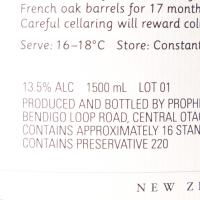 French oak barrels for 17 month
Careful cellaring will reward col
Serve: 16–18°C Store: Constant
13.5% ALC 1500 mL LOT 01
PRODUCED AND BOTTLED BY PROPH
BENDIGO LOOP ROAD, CENTRAL OTAG
CONTAINS APPROXIMATELY 16 STAN
CONTAINS PRESERVATIVE 220
NEW ZE